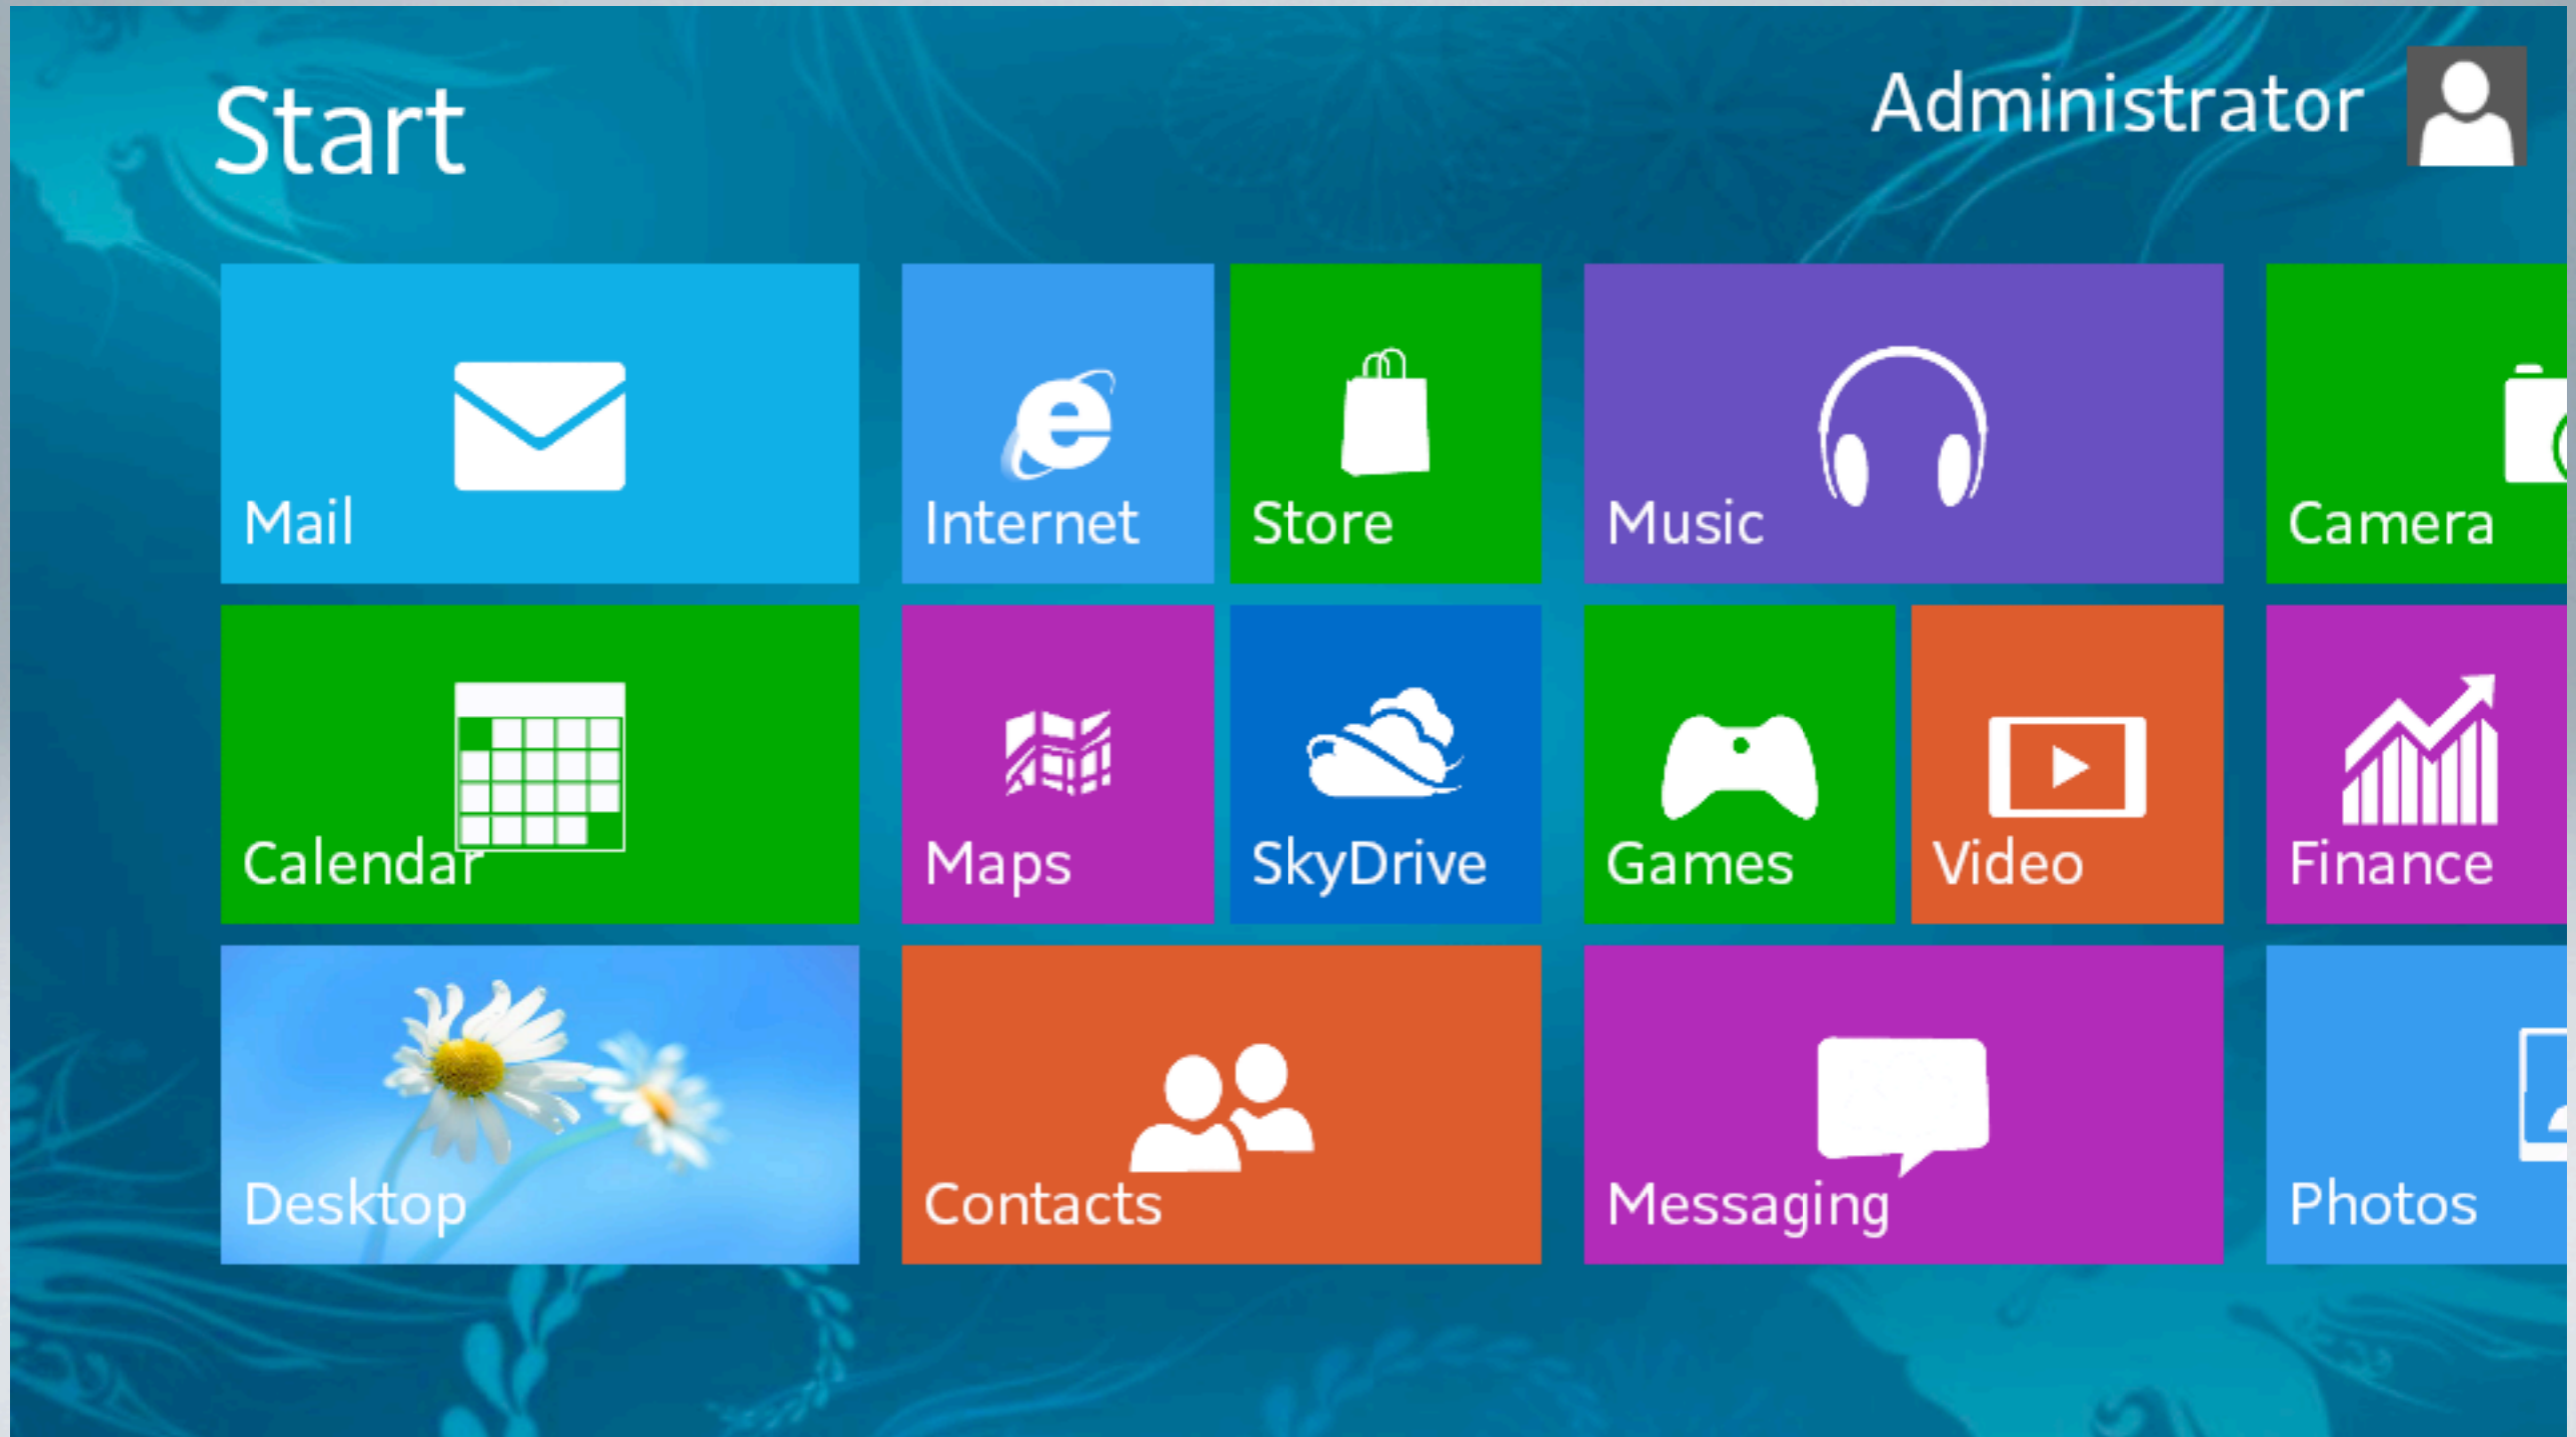 Start
Administrator
Mail
Internet
Store
Music
Camera
Calendar
Maps
SkyDrive
Games
Video
Finance
Desktop
Contacts
Messaging
Photos